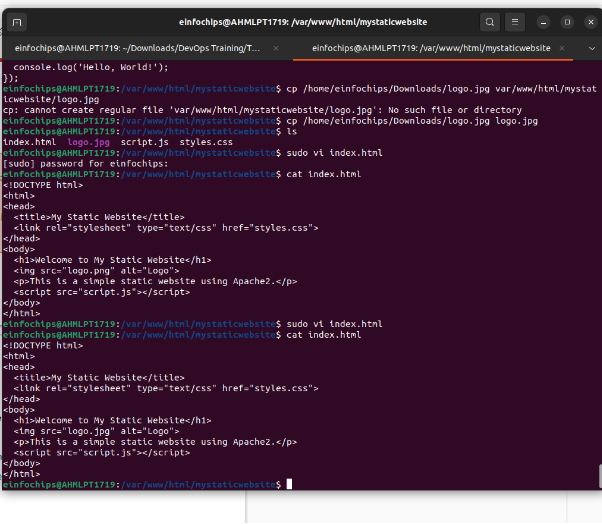 einfochips@AHMLPT1719: /var/www/html/mystaticwebsite
einfochips@AHMLPT1719: ~/Downloads/DevOps Training/T...
einfochips@AHMLPT1719: /var/www/html/mystaticwebsite
  console.log('Hello, World!');
});
einfochips@AHMLPT1719:/var/www/html/mystaticwebsite$ cp /home/einfochips/Downloads/logo.jpg var/www/html/mystat
icwebsite/logo.jpg
cp: cannot create regular file 'var/www/html/mystaticwebsite/logo.jpg': No such file or directory
einfochips@AHMLPT1719:/var/www/html/mystaticwebsite$ cp /home/einfochips/Downloads/logo.jpg logo.jpg
einfochips@AHMLPT1719:/var/www/html/mystaticwebsite$ ls
index.html  logo.jpg  script.js  styles.css
einfochips@AHMLPT1719:/var/www/html/mystaticwebsite$ sudo vi index.html
[sudo] password for einfochips:
einfochips@AHMLPT1719:/var/www/html/mystaticwebsite$ cat index.html
<!DOCTYPE html>
<html>
<head>
  <title>My Static Website</title>
  <link rel="stylesheet" type="text/css" href="styles.css">
</head>
<body>
  <h1>Welcome to My Static Website</h1>
  <img src="logo.png" alt="Logo">
  <p>This is a simple static website using Apache2.</p>
  <script src="script.js"></script>
</body>
</html>
einfochips@AHMLPT1719:/var/www/html/mystaticwebsite$ sudo vi index.html
einfochips@AHMLPT1719:/var/www/html/mystaticwebsite$ cat index.html
<!DOCTYPE html>
<html>
<head>
  <title>My Static Website</title>
  <link rel="stylesheet" type="text/css" href="styles.css">
</head>
<body>
  <h1>Welcome to My Static Website</h1>
  <img src="logo.jpg" alt="Logo">
  <p>This is a simple static website using Apache2.</p>
  <script src="script.js"></script>
</body>
</html>
einfochips@AHMLPT1719:/var/www/html/mystaticwebsite$